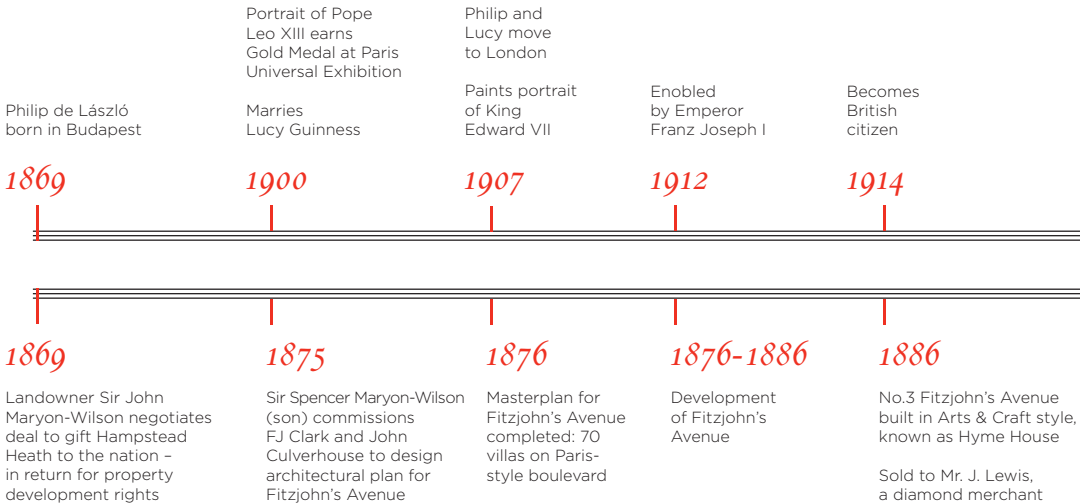 Philip de László
born in Budapest
1869
Portrait of Pope
Leo XIII earns
Gold Medal at Paris
Universal Exhibition
Marries
Lucy Guinness
1900
Philip and
Lucy move
to London
Paints portrait
of King
Edward VII
1907
Enobled
by Emperor
Franz Joseph I
1912
Becomes
British
citizen
1914
1869
Landowner Sir John
Maryon-Wilson negotiates
deal to gift Hampstead
Heath to the nation –
in return for property
development rights
1875
Sir Spencer Maryon-Wilson
(son) commissions
FJ Clark and John
Culverhouse to design
architectural plan for
Fitzjohn’s Avenue
1876
Masterplan for
Fitzjohn’s Avenue
completed: 70
villas on Paris-
style boulevard
1876-1886
Development
of Fitzjohn’s
Avenue
1886
No.3 Fitzjohn’s Avenue
built in Arts & Craft style,
known as Hyme House
Sold to Mr. J. Lewis,
a diamond merchant